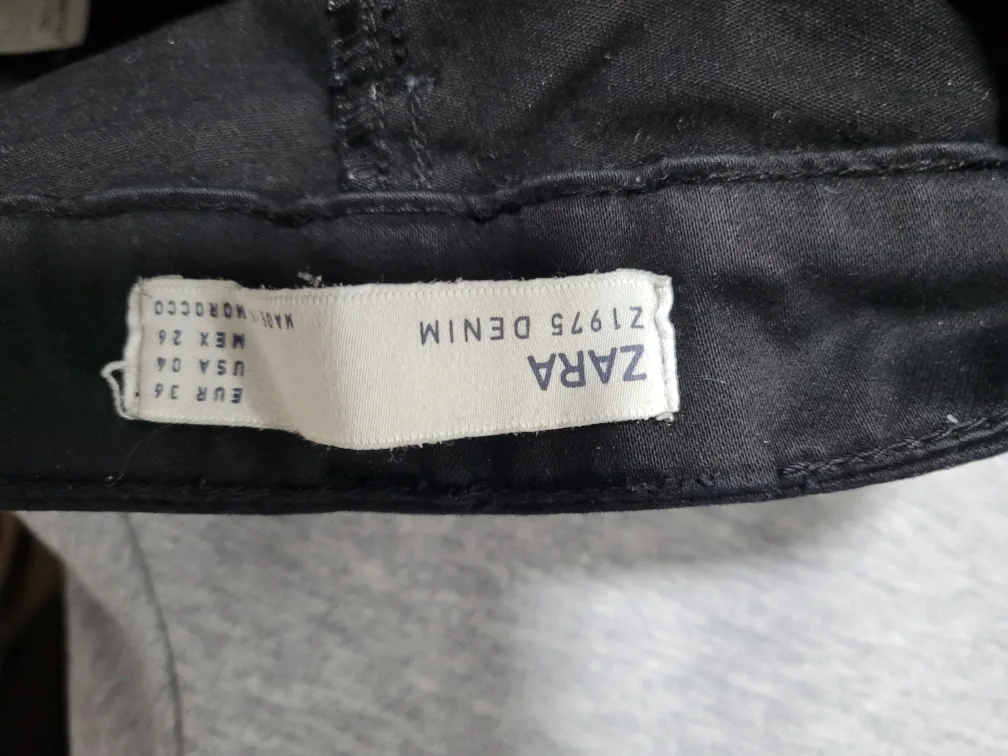 ZARA
Z1975 DENIM
EUR 36
USA 04
MEX 26
MADE IN MOROCCO